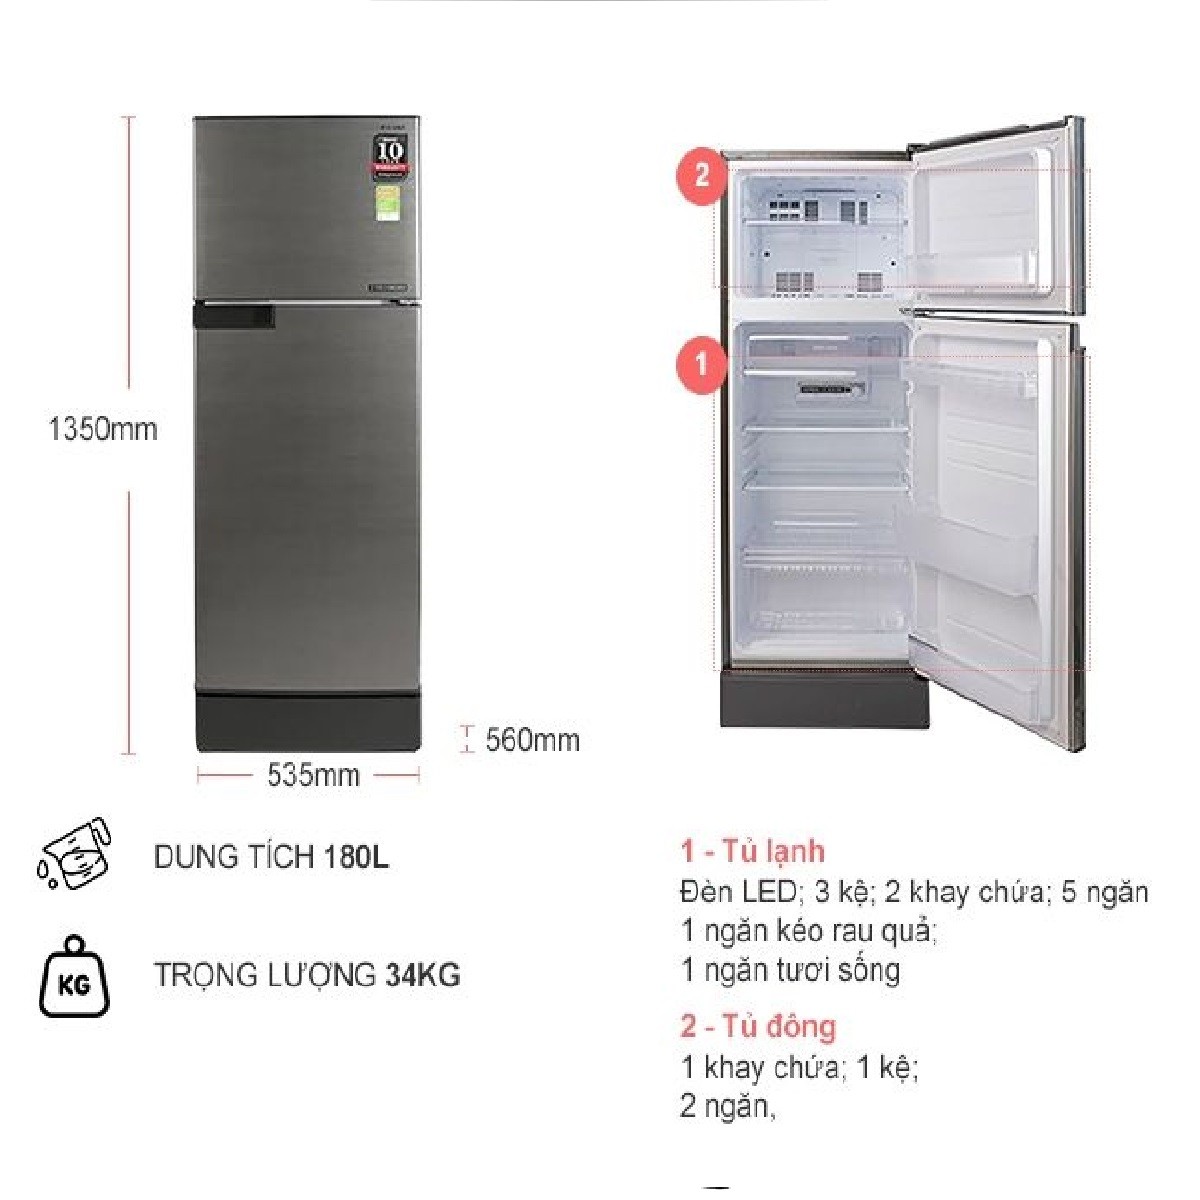 10
2
1
1350mm
560mm
535mm
DUNG TÍCH 180L
KG
TRỌNG LƯỢNG 34KG
1 - Tủ lạnh
Đèn LED; 3 kệ; 2 khay chứa; 5 ngăn
1 ngăn kéo rau quả;
1 ngăn tươi sống
2 - Tủ đông
1 khay chứa; 1 kệ;
2 ngăn,